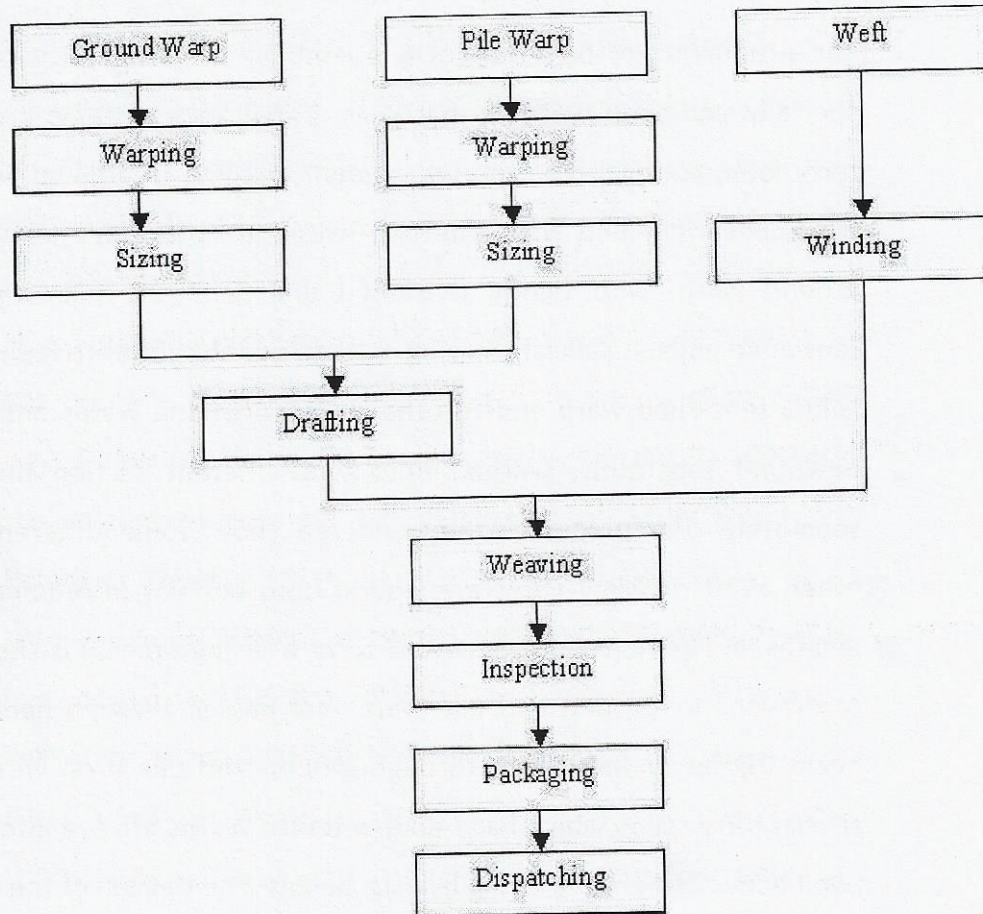 Ground Warp
Pile Warp
Weft
Warping
Warping
Sizing
Sizing
Winding
Drafting
Weaving
Inspection
Packaging
Dispatching